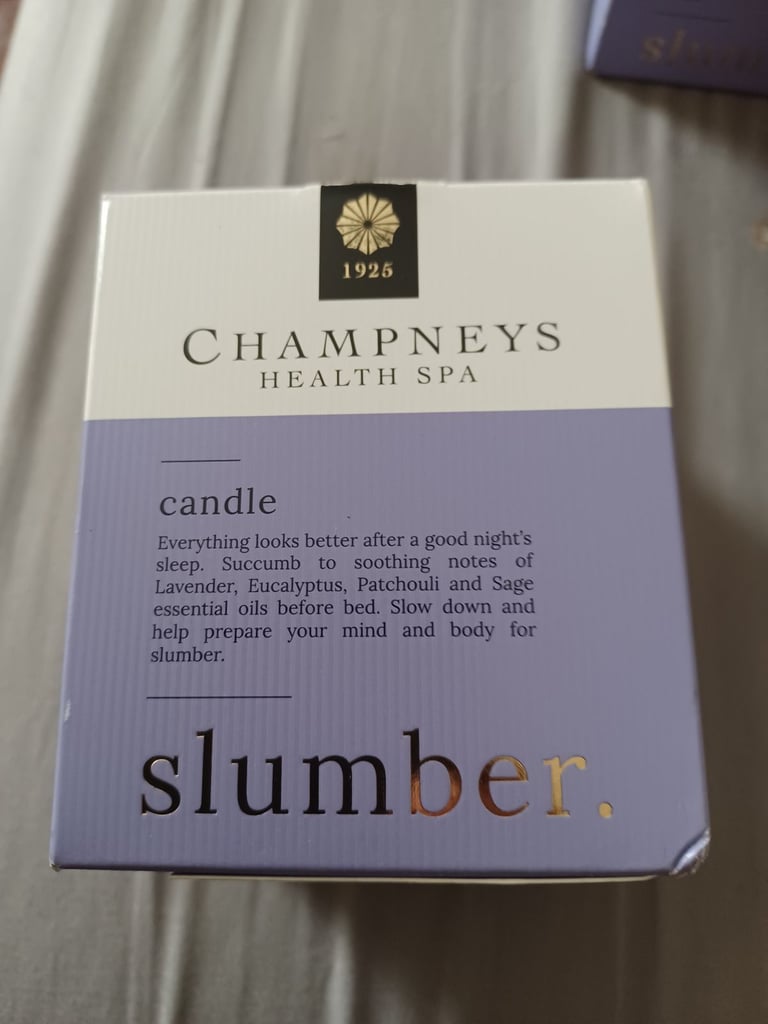 1925
CHAMPNEYS
HEALTH SPA
candle
Everything looks better after a good night's
sleep. Succumb to soothing notes of
Lavender, Eucalyptus, Patchouli and Sage
essential oils before bed. Slow down and
help prepare your mind and body for
slumber.
slumber.